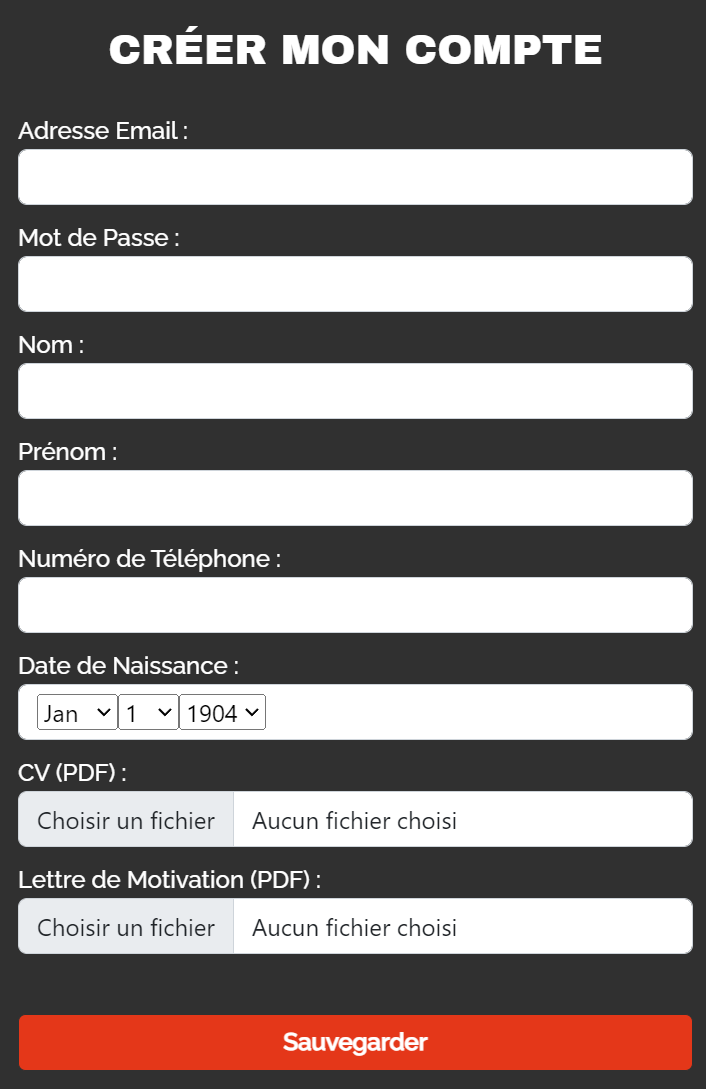 CRÉER MON COMPTE
Adresse Email :
Mot de Passe :
Nom :
Prénom :
Numéro de Téléphone :
Date de Naissance :
Jan 1 1904
CV (PDF) :
Choisir un fichier Aucun fichier choisi
Lettre de Motivation (PDF) :
Choisir un fichier Aucun fichier choisi
Sauvegarder